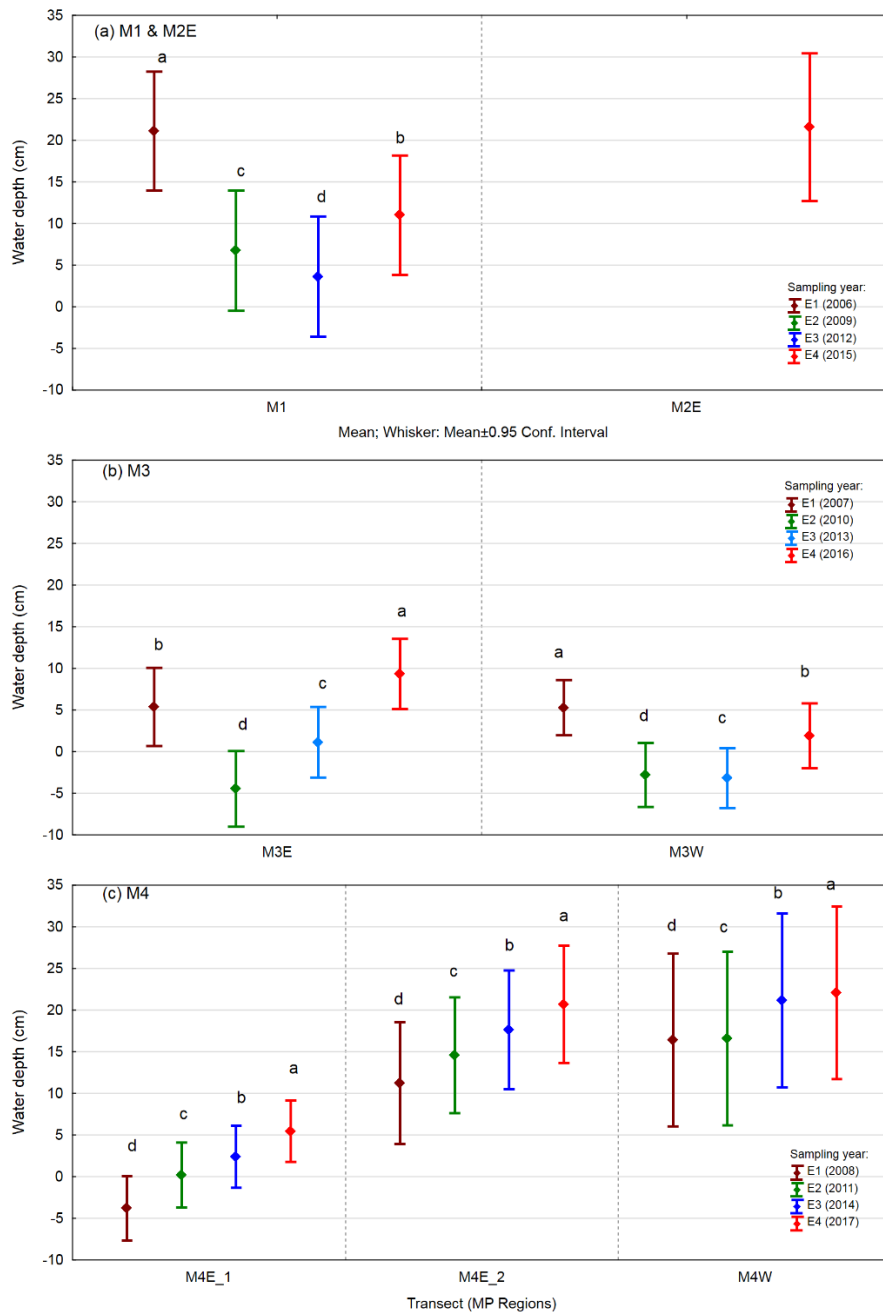 (a) M1 & M2E
Water depth (cm)
35
30
25
20
15
10
5
0
-5
-10
a
c
d
b
Sampling year:
E1 (2006)
E2 (2009)
E3 (2012)
E4 (2015)
M1 M2E
Mean; Whisker: Mean±0.95 Conf. Interval
(b) M3
Water depth (cm)
35
30
25
20
15
10
5
0
-5
-10
b
d
c
a
a
d
c
b
Sampling year:
E1 (2007)
E2 (2010)
E3 (2013)
E4 (2016)
M3E M3W
(c) M4
Water depth (cm)
35
30
25
20
15
10
5
0
-5
-10
d
c
b
a
d
c
b
a
d
c
b
a
Sampling year:
E1 (2008)
E2 (2011)
E3 (2014)
E4 (2017)
M4E_1 M4E_2 M4W
Transect (MP Regions)